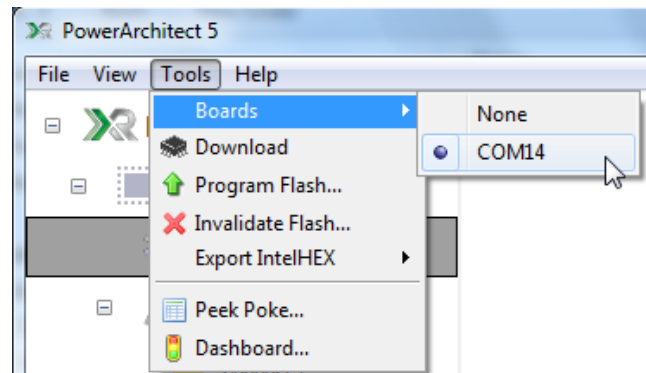 PowerArchitect 5
File View Tools Help
Boards
None
COM14
Download
Program Flash...
Invalidate Flash...
Export IntelHEX
Peek Poke...
Dashboard...